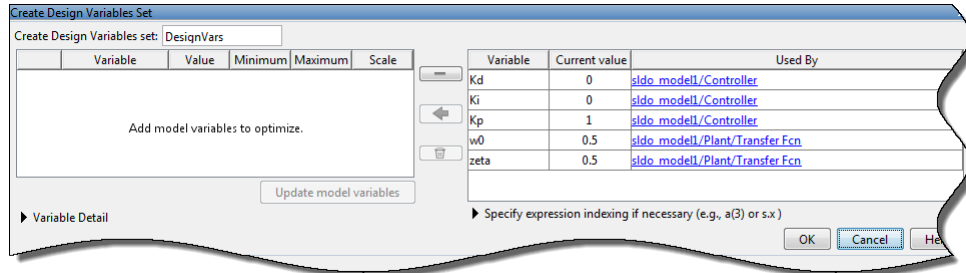 Create Design Variables Set
Create Design Variables set: DesignVars
Variable Value Minimum Maximum Scale
Add model variables to optimize.
Update model variables
Variable Detail
Variable Current value Used By
Kd 0 sldo_model1/Controller
Ki 0 sldo_model1/Controller
Kp 1 sldo_model1/Controller
w0 0.5 sldo_model1/Plant/Transfer Fcn
zeta 0.5 sldo_model1/Plant/Transfer Fcn
Specify expression indexing if necessary (e.g., a(3) or s.x )
OK Cancel